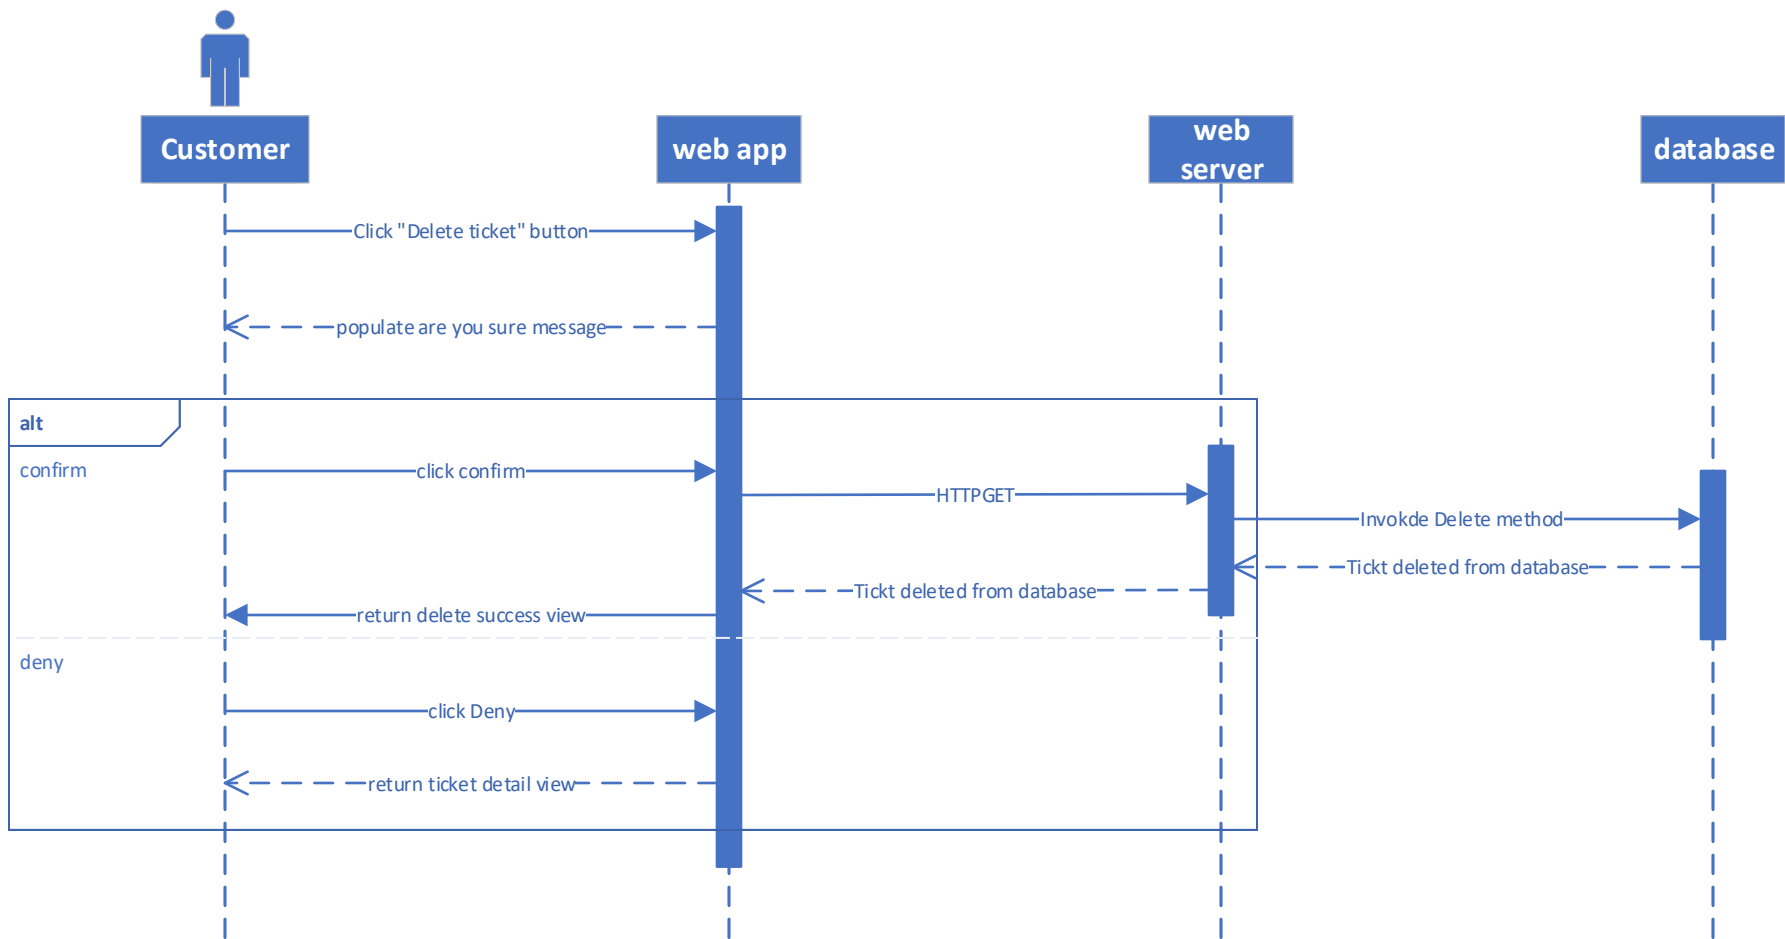 Customer
web app
web
server
database
Click "Delete ticket" button
populate are you sure message
alt
confirm
click confirm
HTTPGET
Invokde Delete method
Tickt deleted from database
Tickt deleted from database
return delete success view
deny
click Deny
return ticket detail view